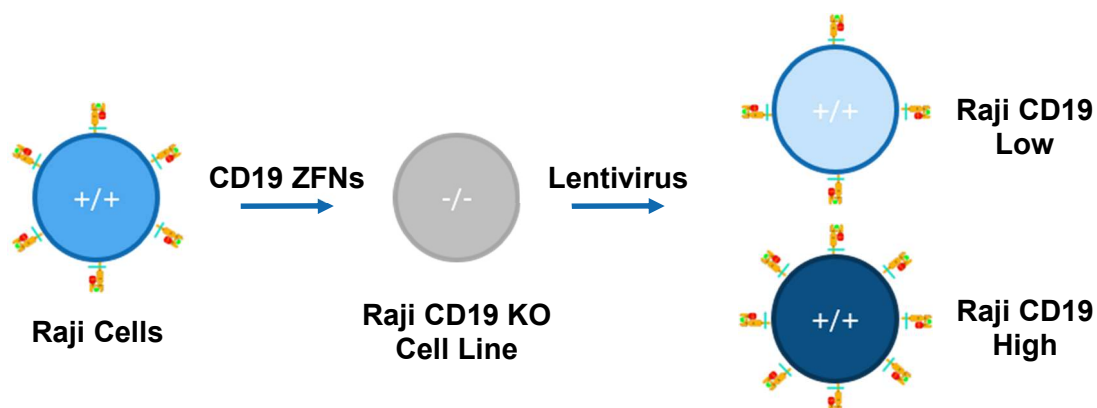 +/+
Raji Cells
CD19 ZFNs
-/-
Raji CD19 KO
Cell Line
Lentivirus
+/+
Raji CD19
Low
+/+
Raji CD19
High